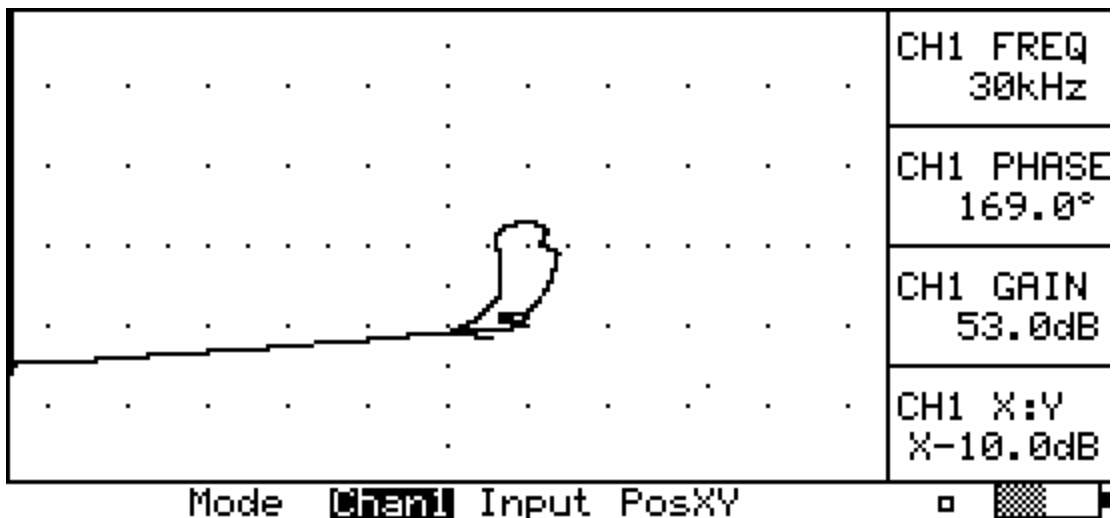 CH1 FREQ
30kHz
CH1 PHASE
169.0°
CH1 GAIN
53.0dB
CH1 X:Y
X-10.0dB
Mode Chan1 Input PosXY